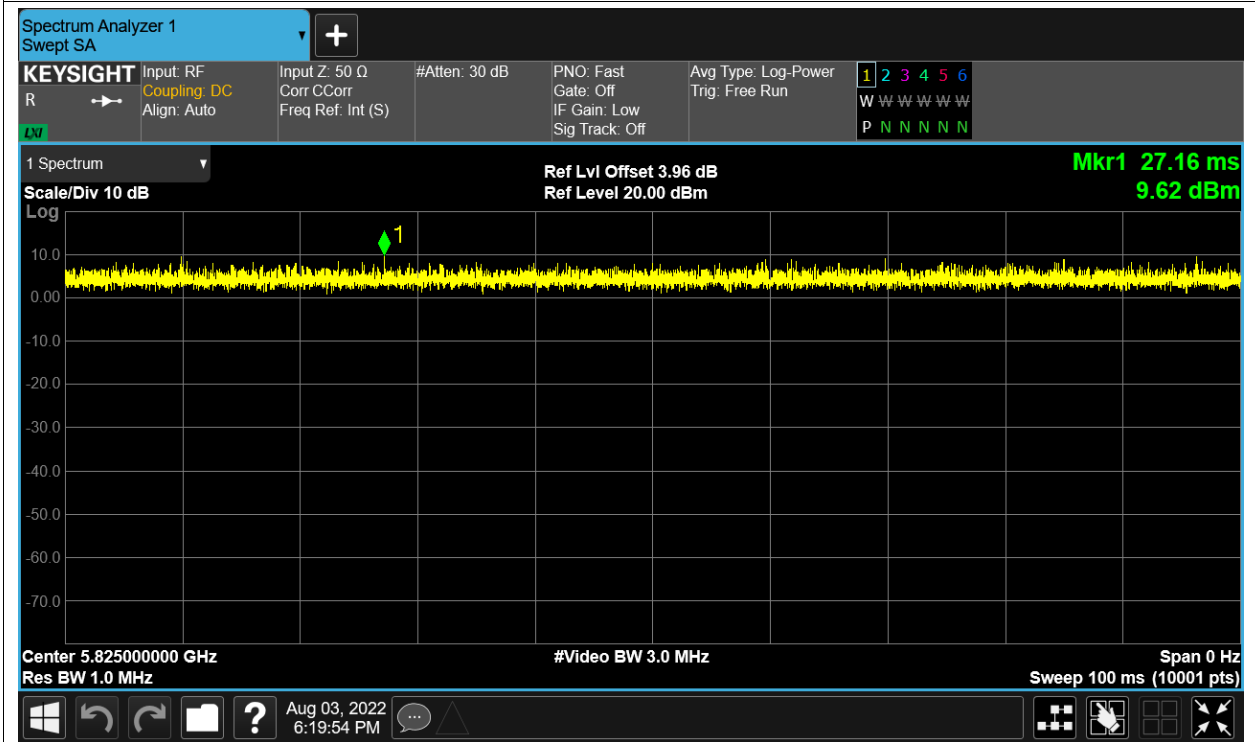 Spectrum Analyzer 1
Swept SA
+
KEYSIGHT
R
LXI
Input: RF
Coupling: DC
Align: Auto
Input Z: 50 Ω
Corr CCorr
Freq Ref: Int (S)
#Atten: 30 dB
PNO: Fast
Gate: Off
IF Gain: Low
Sig Track: Off
Avg Type: Log-Power
Trig: Free Run
1 2 3 4 5 6
W W W W W W
P N N N N N
1 Spectrum
Scale/Div 10 dB
Log
Ref Lvl Offset 3.96 dB
Ref Level 20.00 dBm
Mkr1 27.16 ms
9.62 dBm
1
10.0
0.00
-10.0
-20.0
-30.0
-40.0
-50.0
-60.0
-70.0
Center 5.825000000 GHz
Res BW 1.0 MHz
#Video BW 3.0 MHz
Span 0 Hz
Sweep 100 ms (10001 pts)
?
Aug 03, 2022
6:19:54 PM